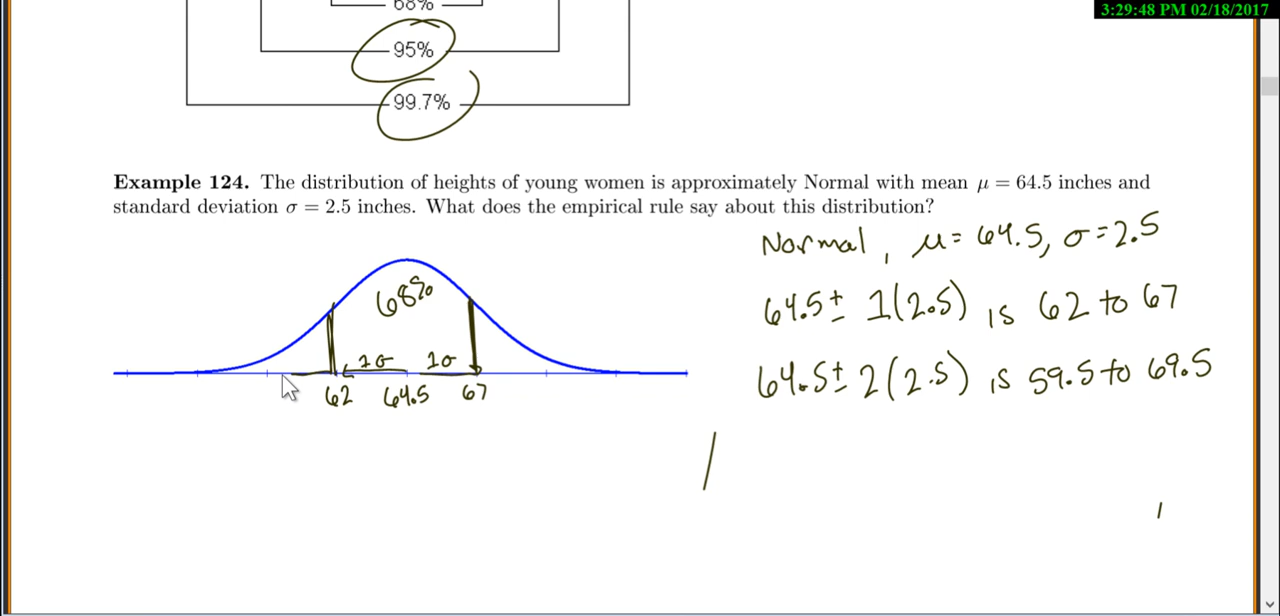 3:29:48 PM 02/18/2017
68%
95%
99.7%
Example 124. The distribution of heights of young women is approximately Normal with mean μ = 64.5 inches and
standard deviation σ = 2.5 inches. What does the empirical rule say about this distribution?
Normal, μ = 64.5, σ = 2.5
68%
64.5 ± 1(2.5) is 62 to 67
1σ 1σ
64.5 ± 2(2.5) is 59.5 to 69.5
62 64.5 67